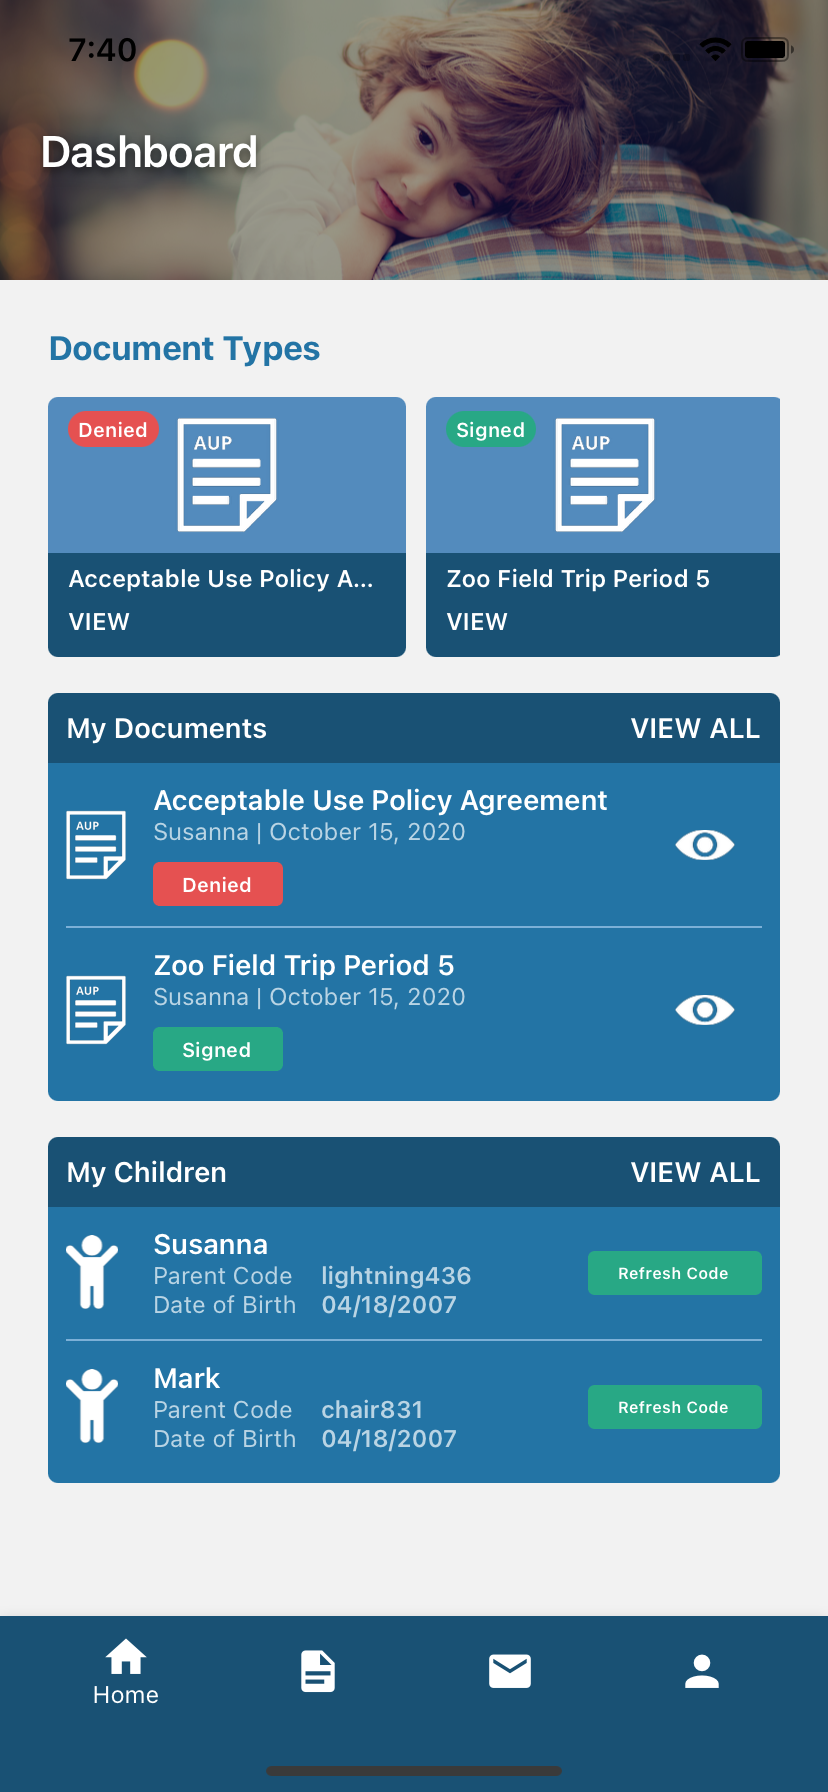 7:40
Dashboard
Document Types
Denied
AUP
Acceptable Use Policy A...
VIEW
Signed
AUP
Zoo Field Trip Period 5
VIEW
My Documents VIEW ALL
AUP
Acceptable Use Policy Agreement
Susanna | October 15, 2020
Denied
AUP
Zoo Field Trip Period 5
Susanna | October 15, 2020
Signed
My Children VIEW ALL
Susanna
Parent Code lightning436
Date of Birth 04/18/2007
Refresh Code
Mark
Parent Code chair831
Date of Birth 04/18/2007
Refresh Code
Home